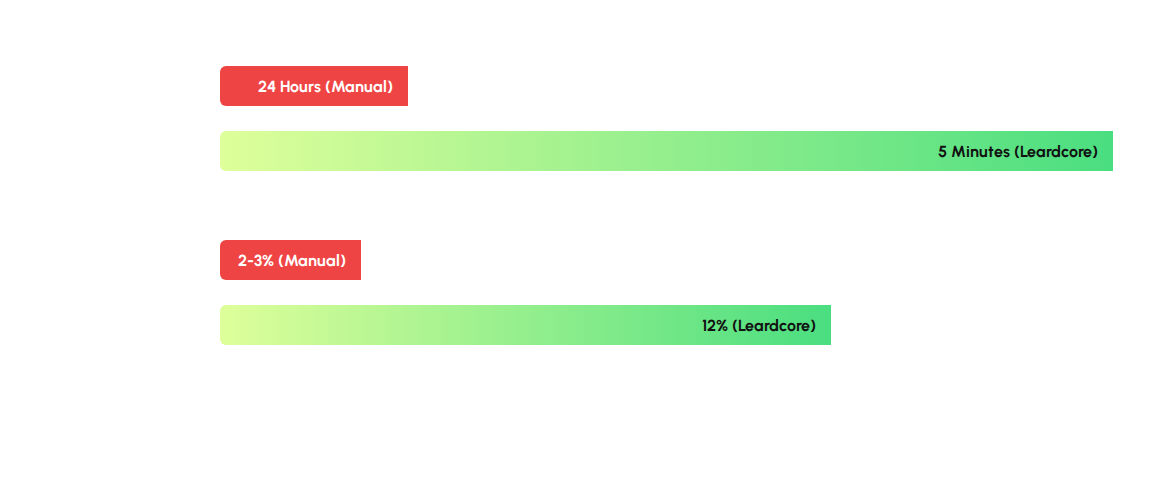 24 Hours (Manual)
5 Minutes (Leardcore)
2-3% (Manual)
12% (Leardcore)